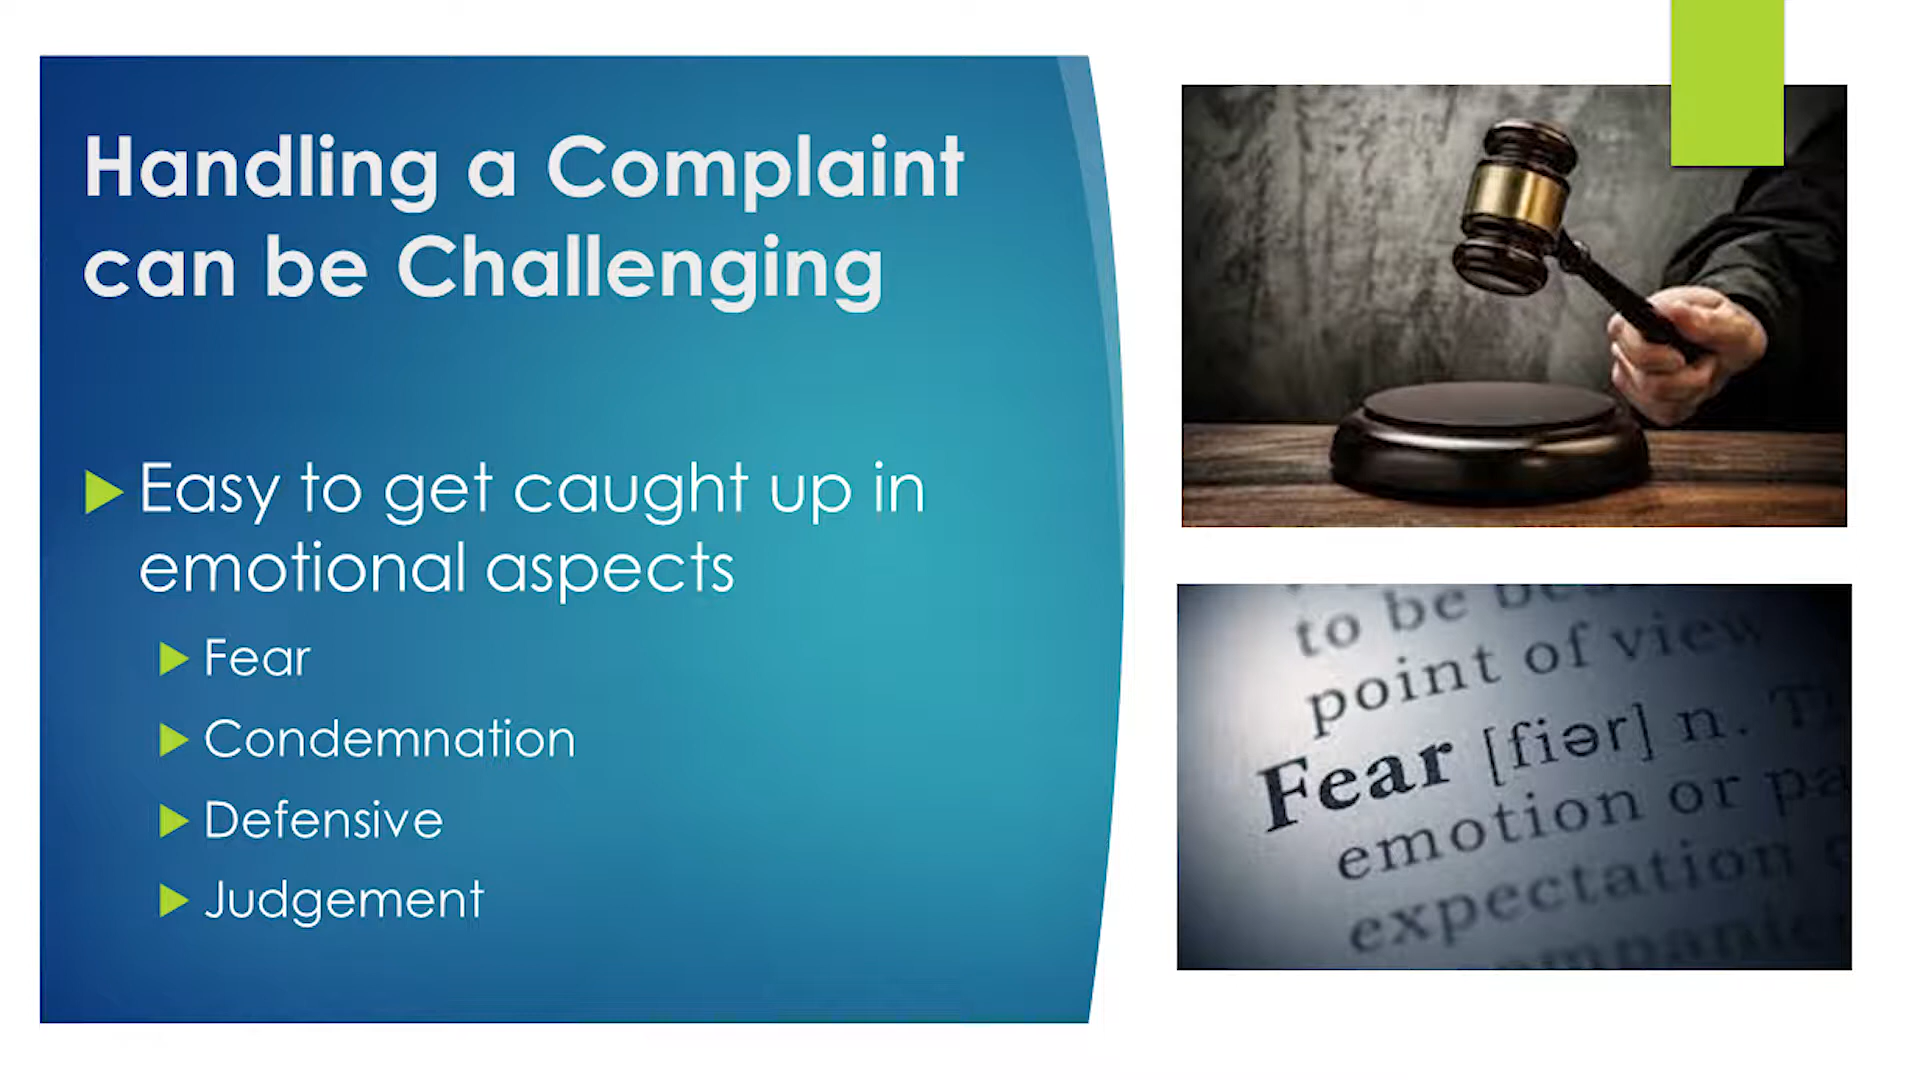 Handling a Complaint
can be Challenging
Easy to get caught up in
emotional aspects
Fear
Condemnation
Defensive
Judgement
to be
point of view
Fear [fiər] n.
emotion or
expectation